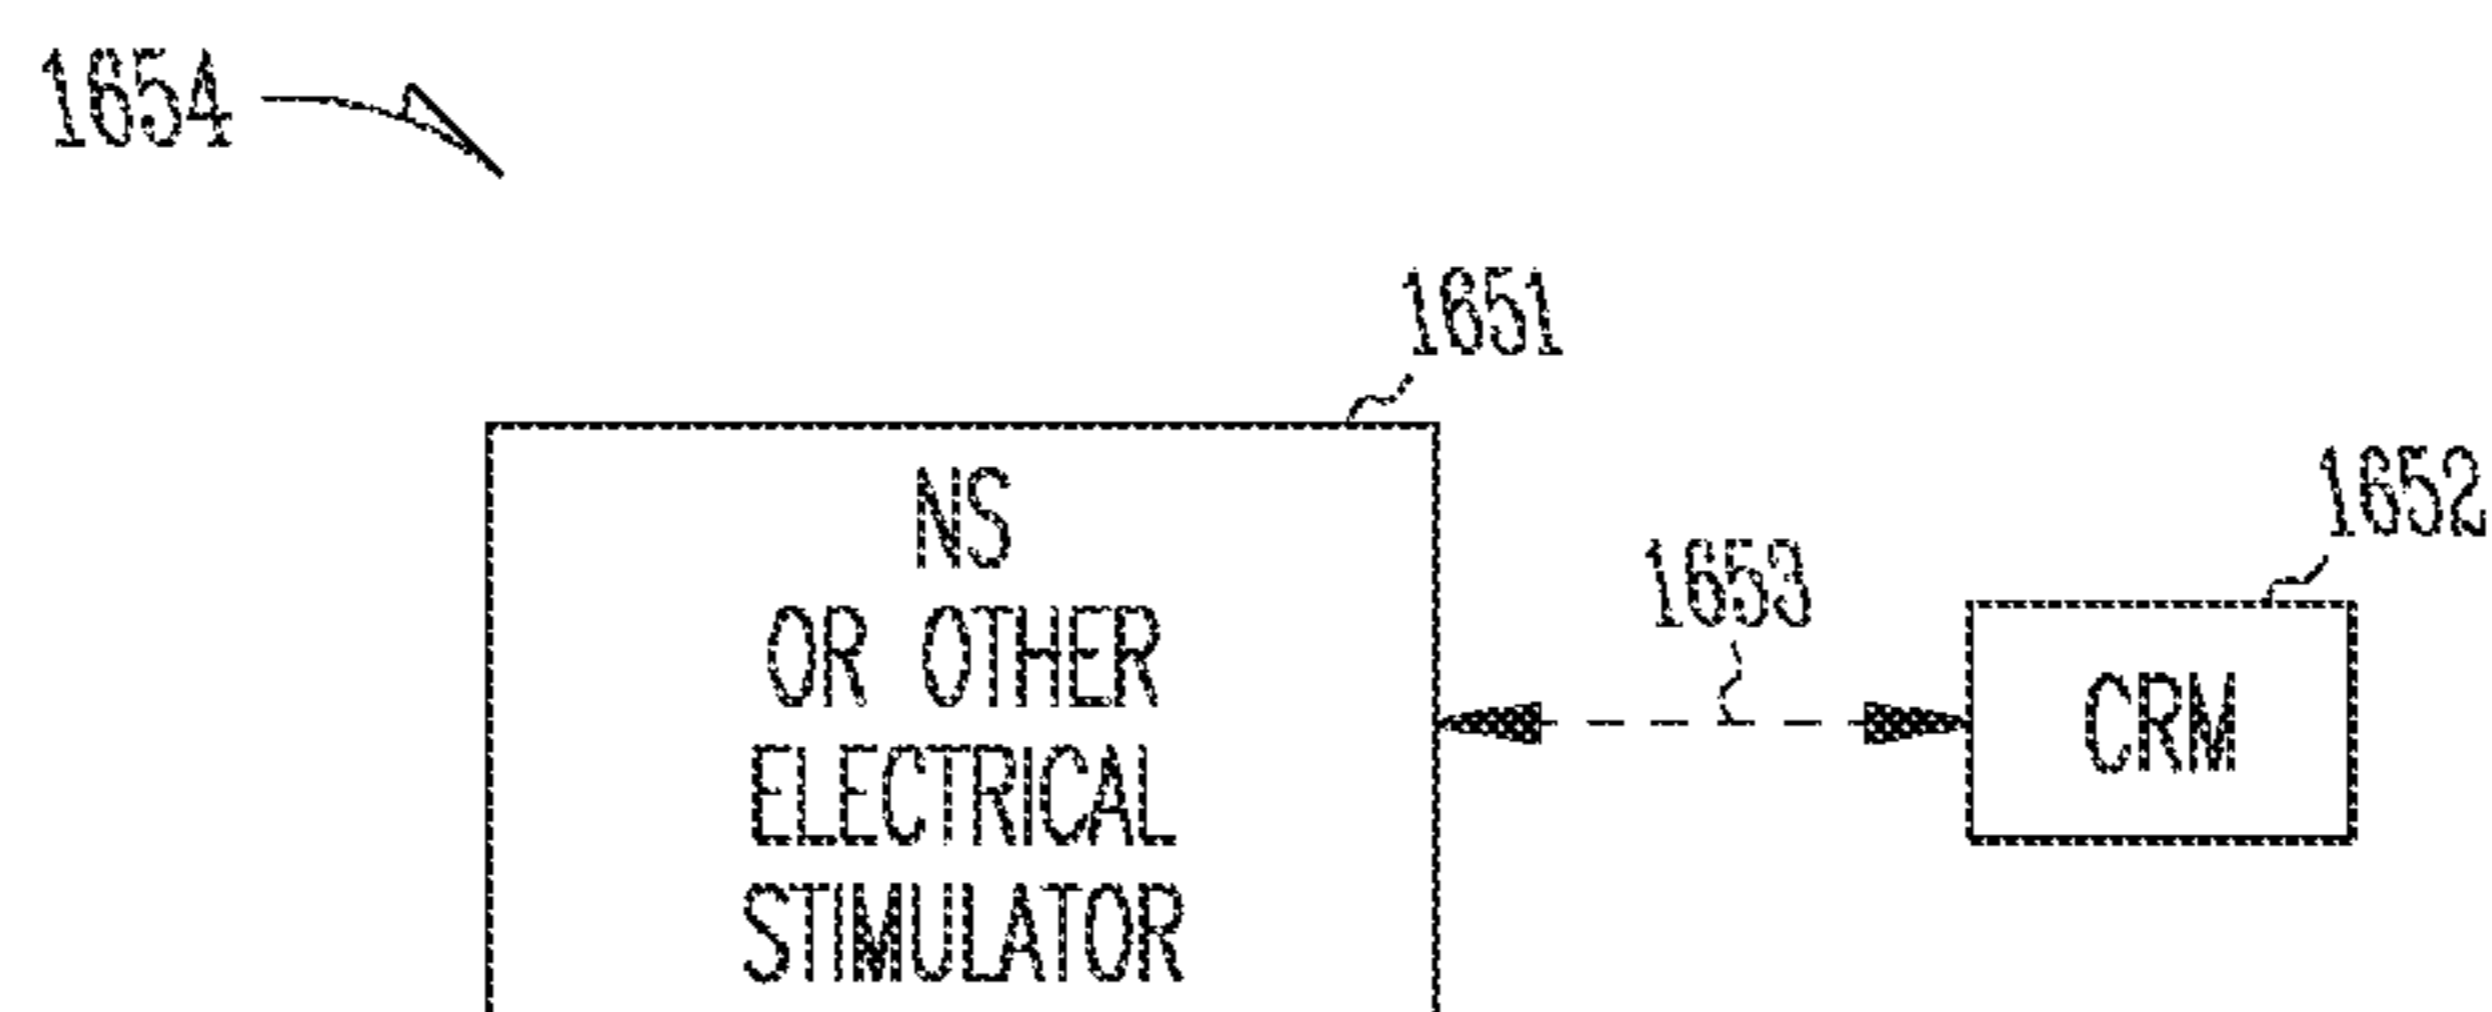 1654
1651
NS
OR OTHER
ELECTRICAL
STIMULATOR
1653
1652
CRM